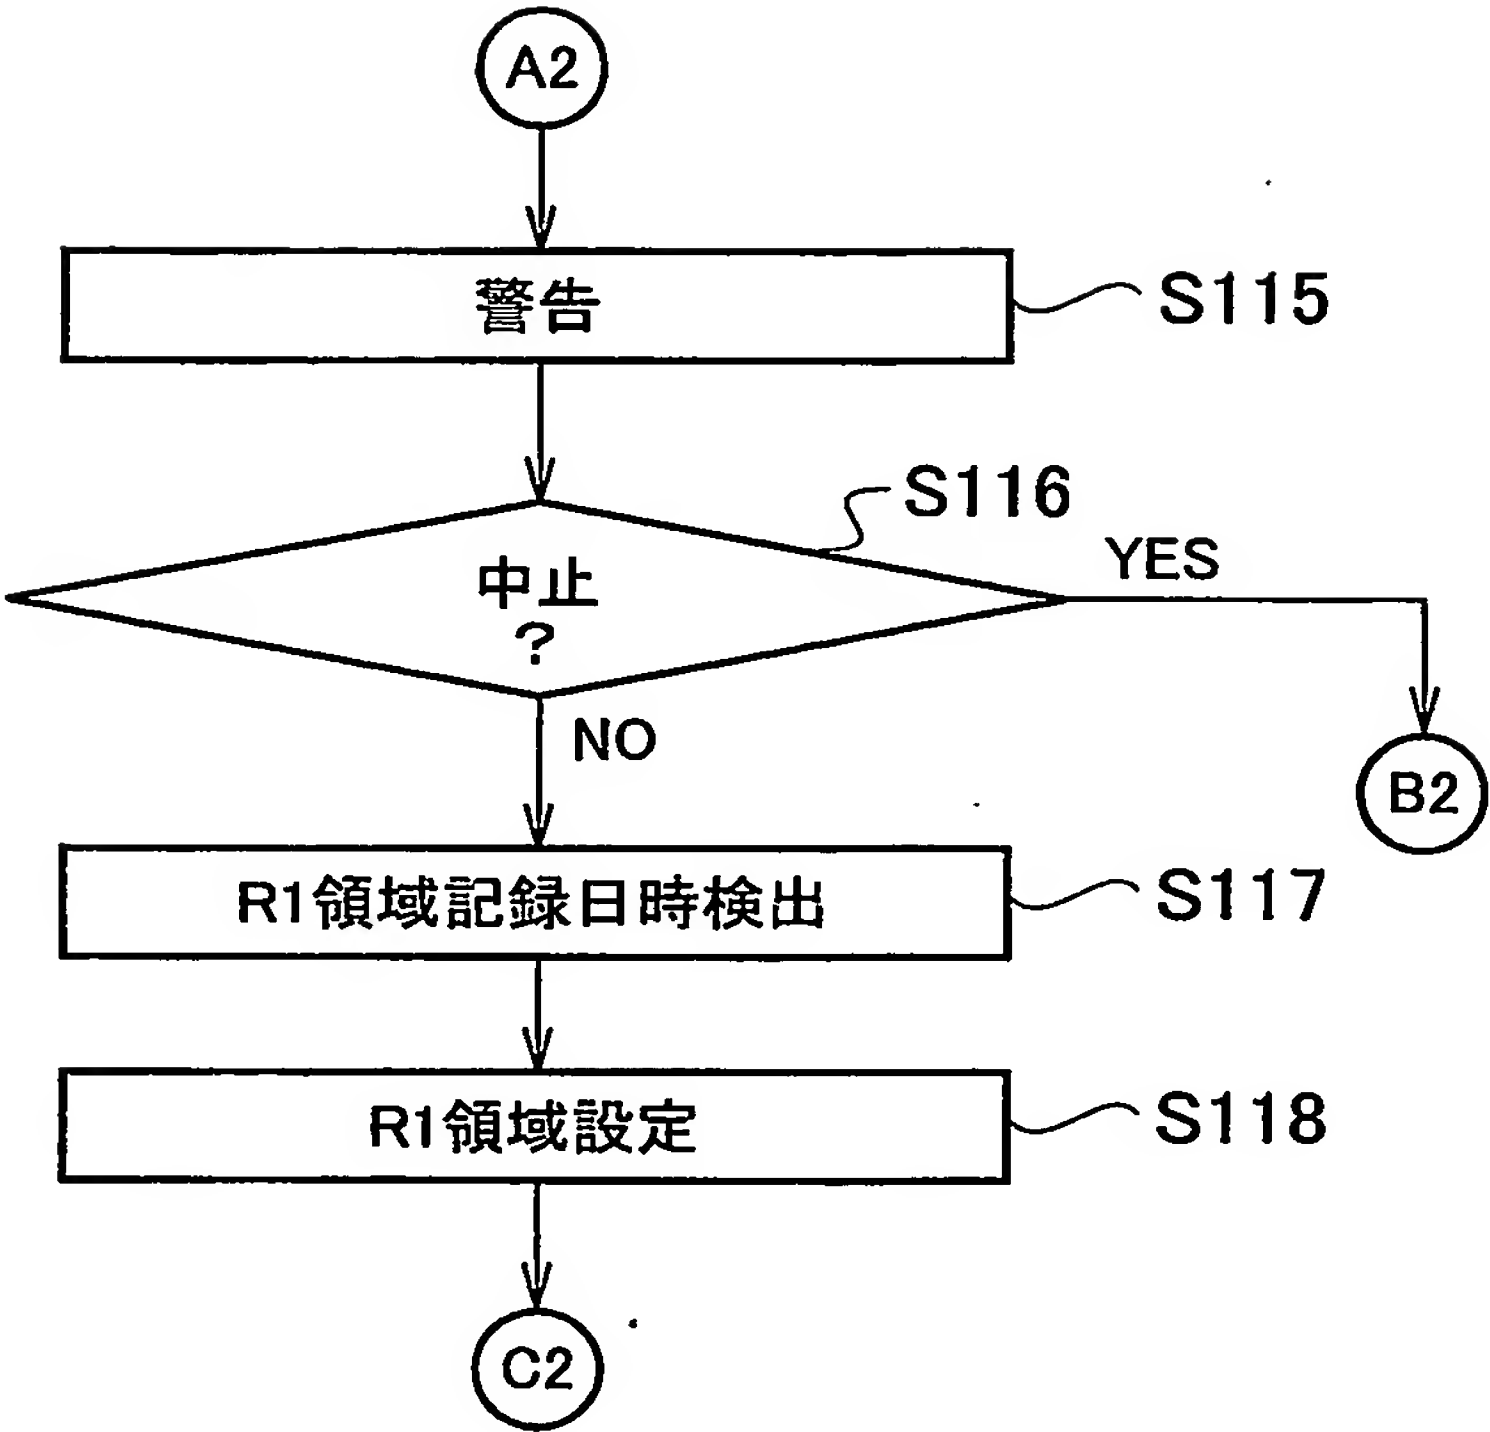 A2
警告
S115
S116
中止
?
YES
NO
B2
R1領域記録日時検出
S117
R1領域設定
S118
C2